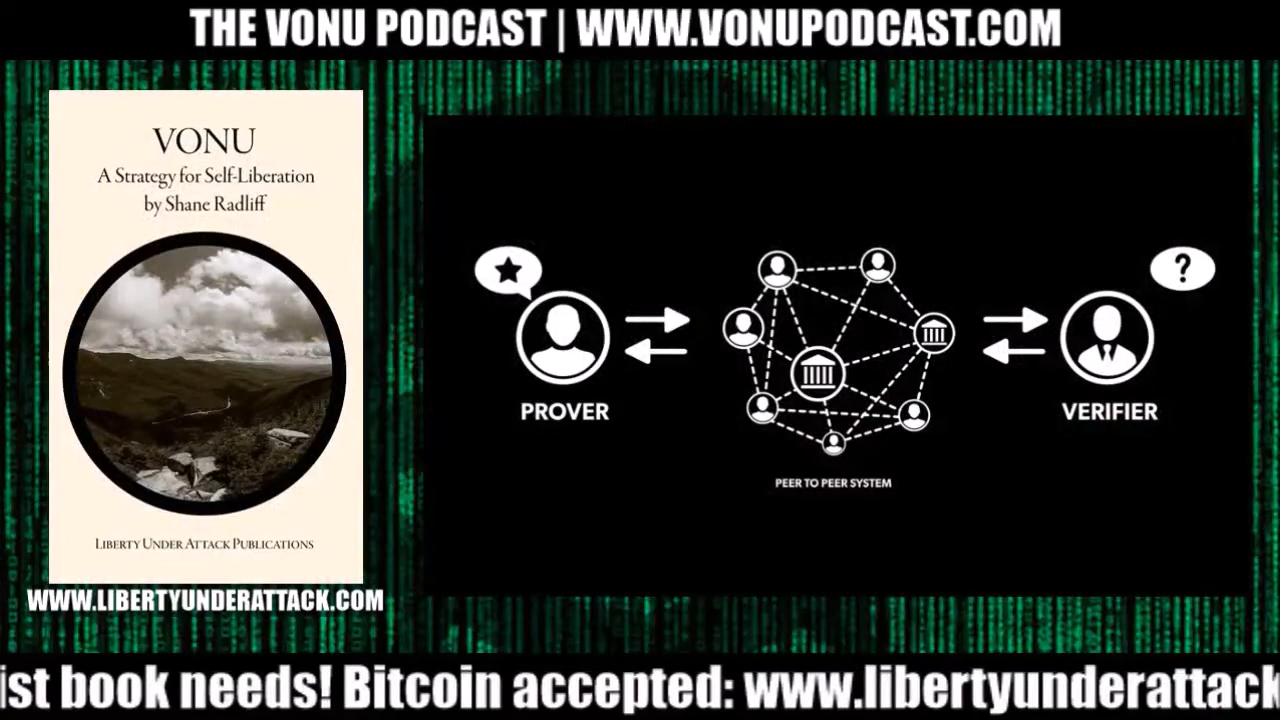 THE VONU PODCAST | WWW.VONUPODCAST.COM
VONU
A Strategy for Self-Liberation
by Shane Radliff
LIBERTY UNDER ATTACK PUBLICATIONS
WWW.LIBERTYUNDERATTACK.COM
?
PROVER
VERIFIER
PEER TO PEER SYSTEM
ist book needs! Bitcoin accepted: www.libertyunderattack